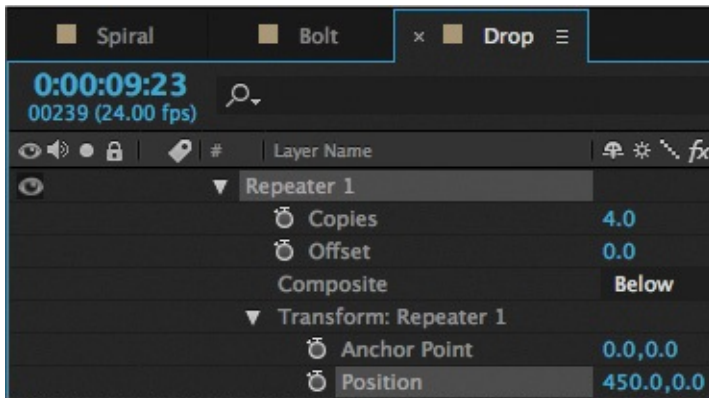 Spiral Bolt × Drop ≡
0:00:09:23
00239 (24.00 fps)
# Layer Name fx
Repeater 1
Copies 4.0
Offset 0.0
Composite Below
Transform: Repeater 1
Anchor Point 0.0,0.0
Position 450.0,0.0